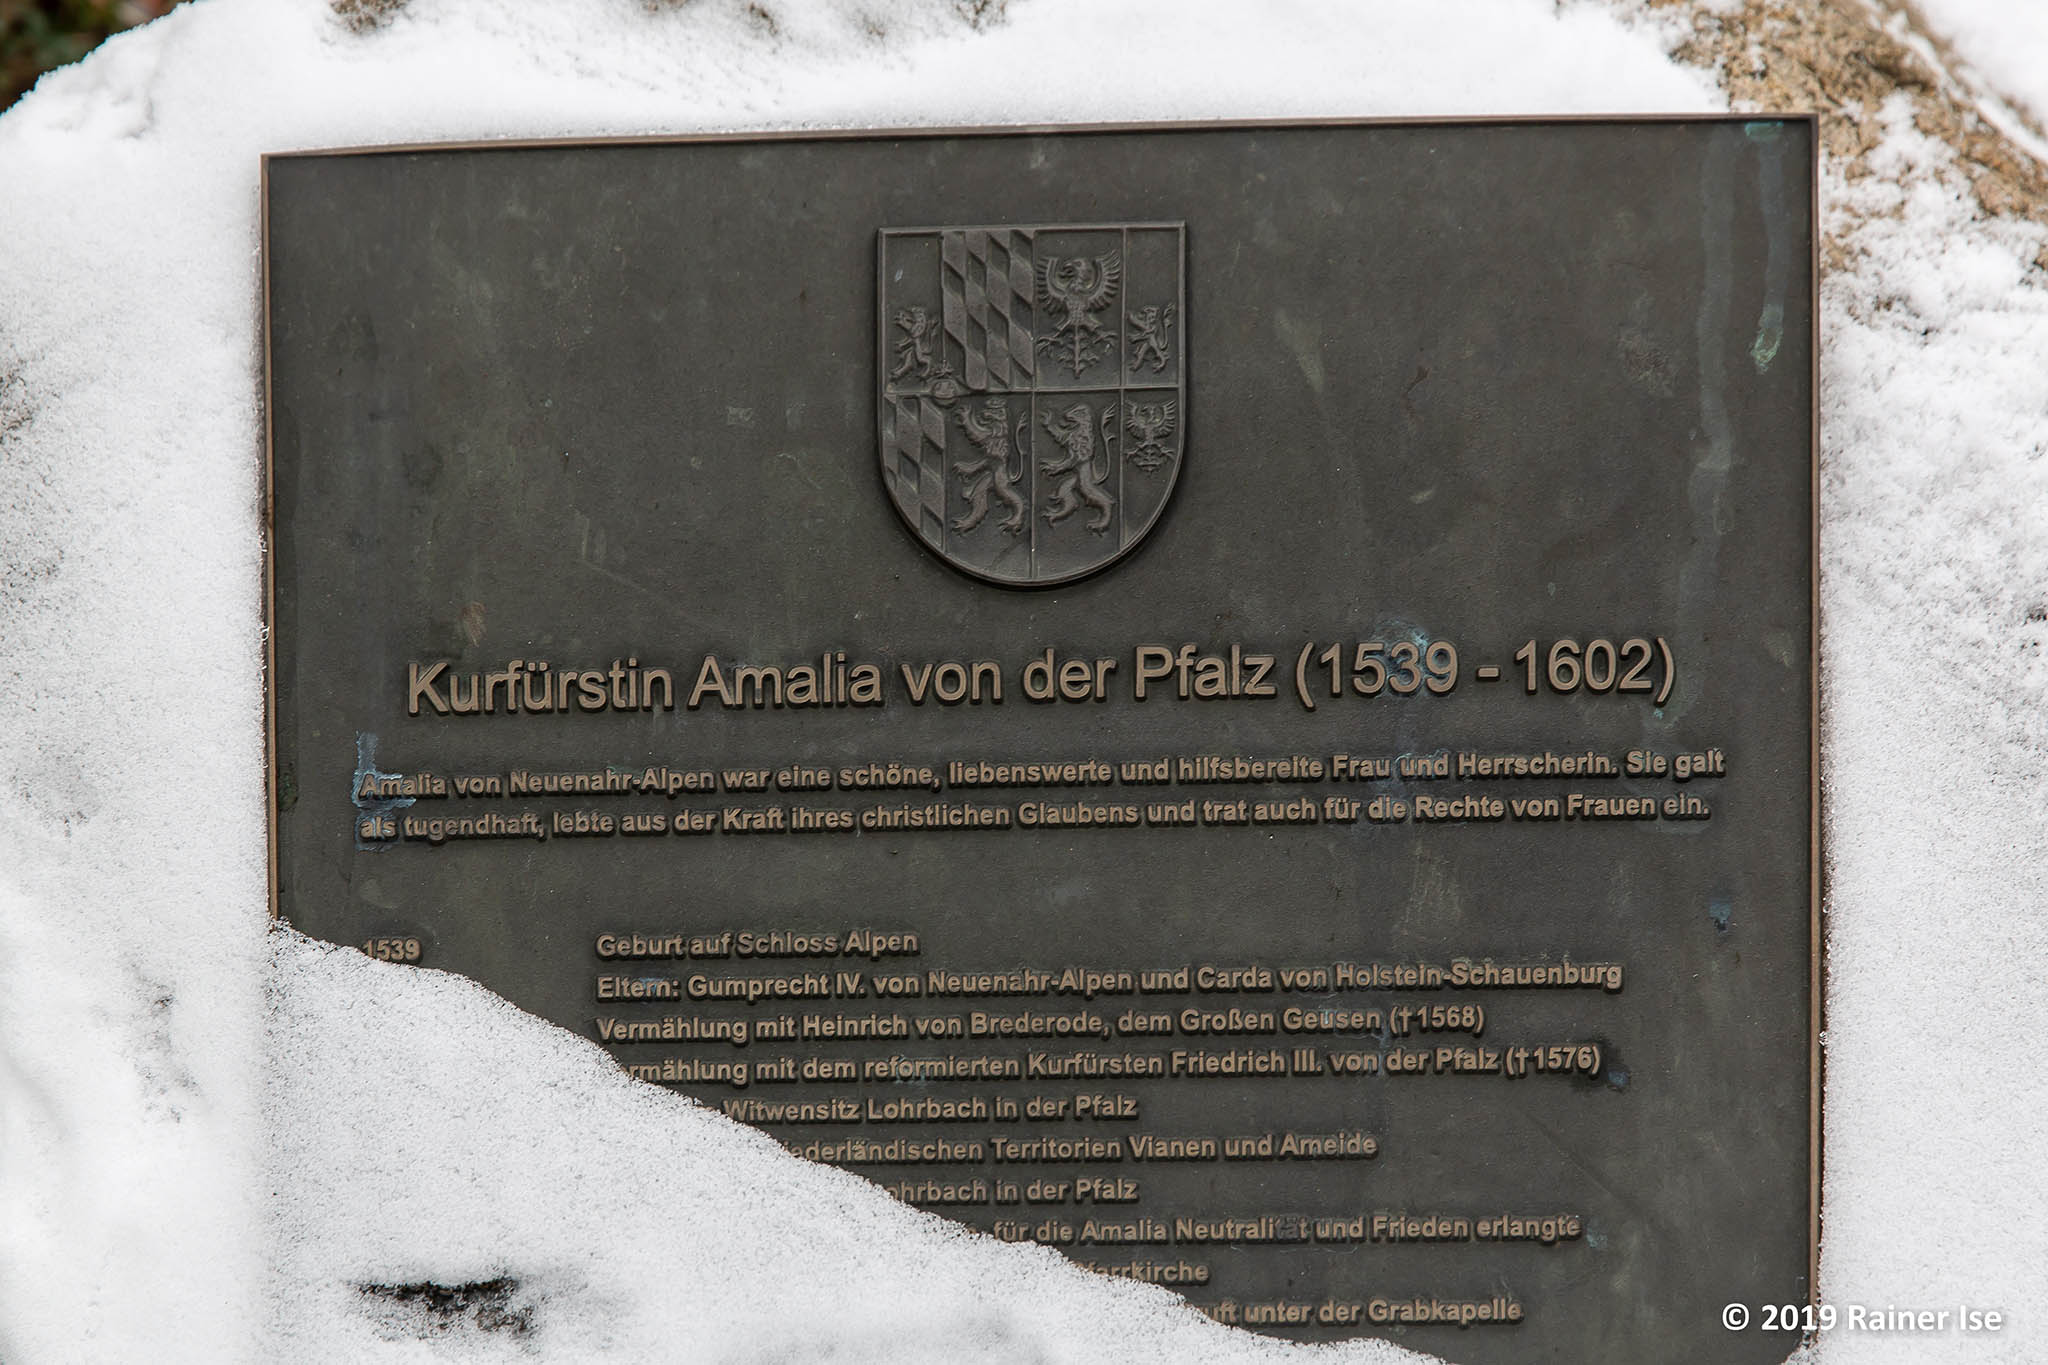 Kurfürstin Amalia von der Pfalz (1539 - 1602)
Amalia von Neuenahr-Alpen war eine schöne, liebenswerte und hilfsbereite Frau und Herrscherin. Sie galt
als tugendhaft, lebte aus der Kraft ihres christlichen Glaubens und trat auch für die Rechte von Frauen ein.
1539 Geburt auf Schloss Alpen
Eltern: Gumprecht IV. von Neuenahr-Alpen und Carda von Holstein-Schauenburg
Vermählung mit Heinrich von Brederode, dem Großen Geusen (†1568)
rmählung mit dem reformierten Kurfürsten Friedrich III. von der Pfalz (†1576)
Witwensitz Lohrbach in der Pfalz
iederländischen Territorien Vianen und Ameide
ohrbach in der Pfalz
für die Amalia Neutralität und Frieden erlangte
farrkirche
uft unter der Grabkapelle
© 2019 Rainer Ise